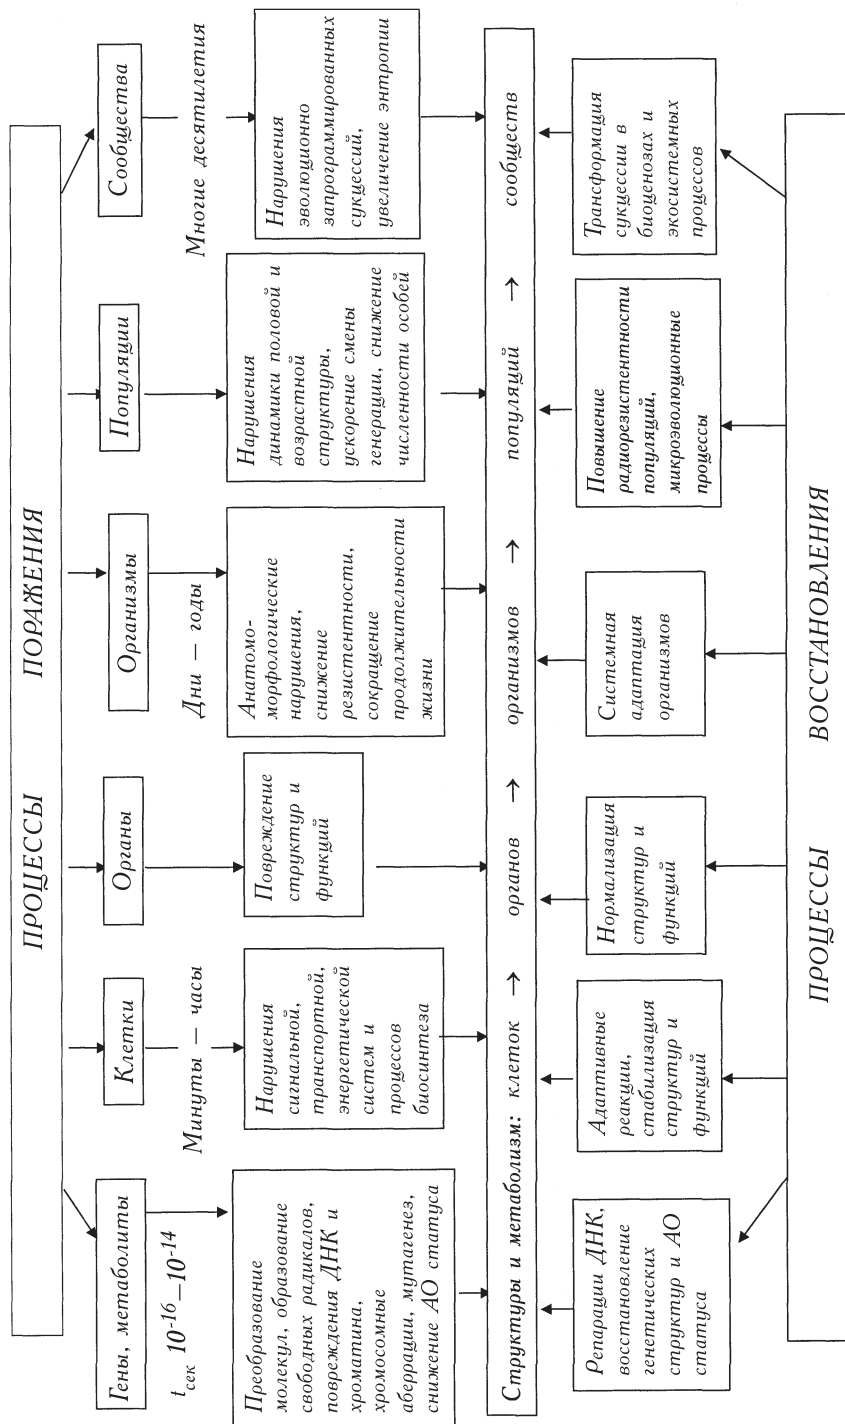 ПРОЦЕССЫ ПОРАЖЕНИЯ
Гены, метаболиты
Клетки
Органы
Организмы
Популяции
Сообщества
t сек 10-16—10-14
Минуты — часы
Дни — годы
Многие десятилетия
Преобразование
молекул, образование
свободных радикалов,
повреждения ДНК и
хроматина,
хромосомные
аберрации, мутагенез,
снижение АО статуса
Нарушения
сигнальной,
транспортной,
энергетической
систем и
процессов
биосинтеза
Повреждение
структур и
функций
Анатомо-
морфологические
нарушения,
снижение
резистентности,
сокращение
продолжительности
жизни
Нарушения
динамики половой и
возрастной
структуры,
ускорение смены
генерации, снижение
численности особей
Нарушения
эволюционно
запрограммированных
сукцессий,
увеличение энтропии
Структуры и метаболизм: клеток → органов → организмов → популяций → сообществ
Репарации ДНК,
восстановление
генетических
структур и АО
статуса
Адаптивные
реакции,
стабилизация
структур и
функций
Нормализация
структур и
функций
Системная
адаптация
организмов
Повышение
радиорезистентности
популяций,
микроэволюционные
процессы
Трансформация
сукцессии в
биоценозах и
экосистемных
процессов
ПРОЦЕССЫ ВОССТАНОВЛЕНИЯ